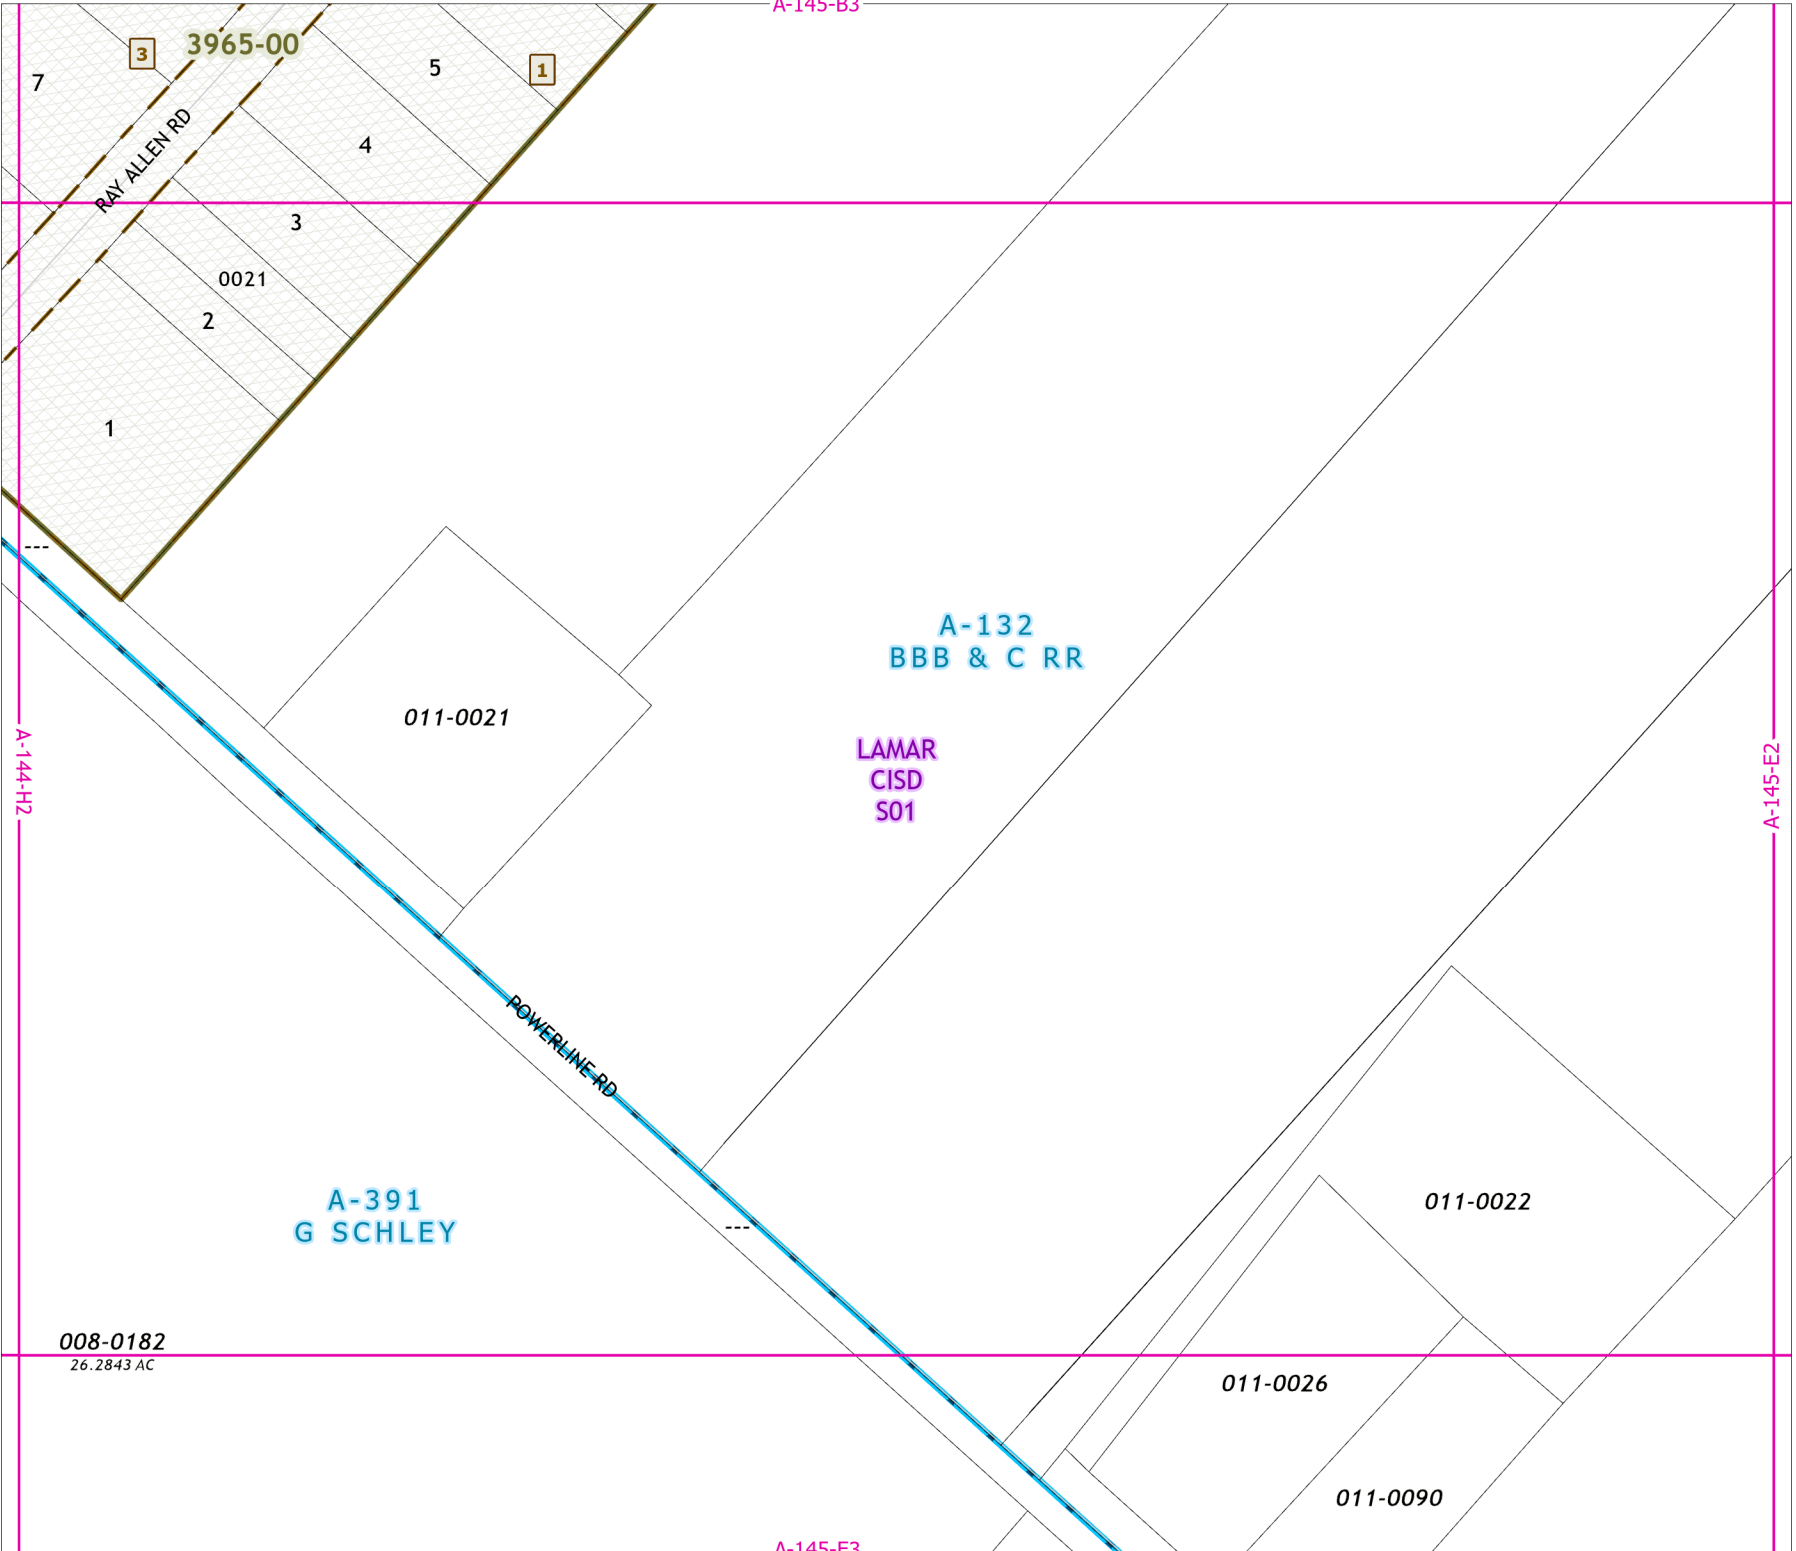 A-145-B3
3965-00
3
1
7
5
RAY ALLEN RD
4
3
0021
2
1
---
A-132
BBB & C RR
011-0021
LAMAR
CISD
S01
A-144-H2
A-145-E2
POWERLINE RD
A-391
G SCHLEY
011-0022
---
008-0182
26.2843 AC
011-0026
011-0090